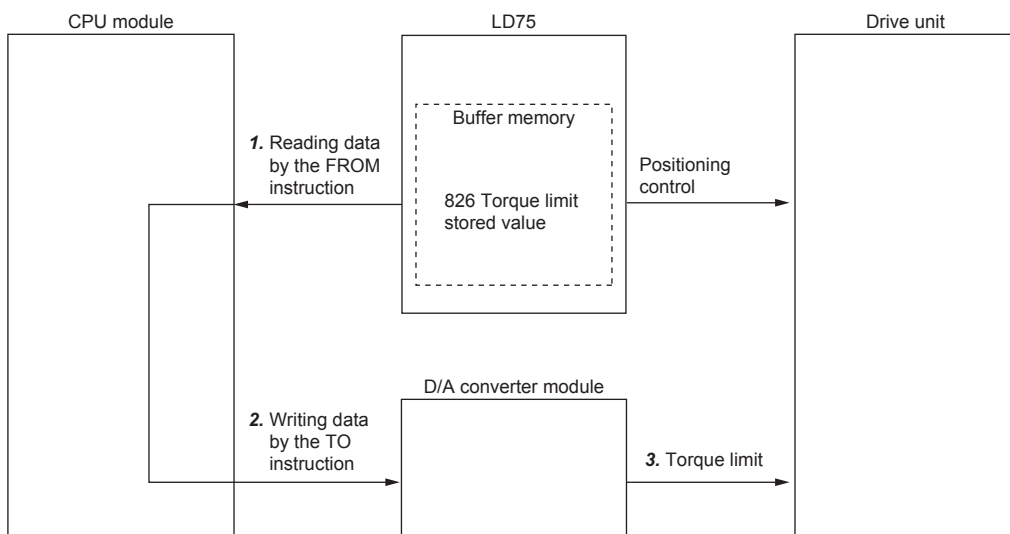 CPU module
LD75
Drive unit
Buffer memory
1. Reading data
by the FROM
instruction
826 Torque limit
stored value
Positioning
control
D/A converter module
2. Writing data
by the TO
instruction
3. Torque limit